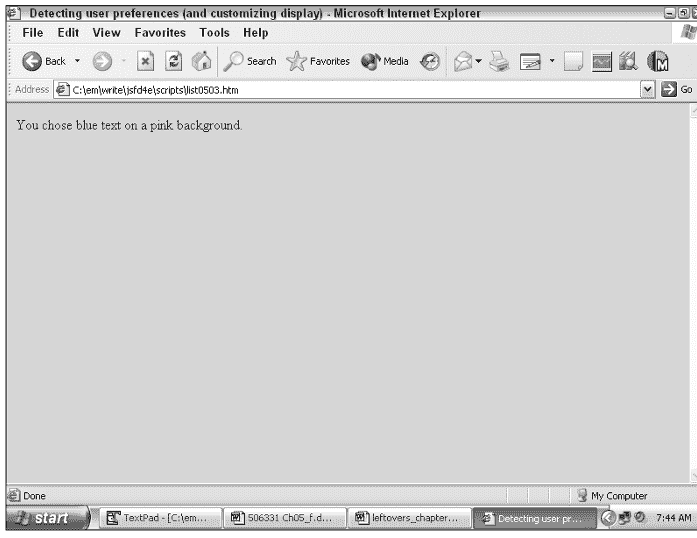 Detecting user preferences (and customizing display) - Microsoft Internet Explorer
File Edit View Favorites Tools Help
Back Search Favorites Media
Address C:\em\write\jsfd4e\scripts\list0503.htm Go
You chose blue text on a pink background.
Done My Computer
start TextPad - [C:\em... 506331 Ch05_f.d... leftovers_chapter... Detecting user pr... 7:44 AM